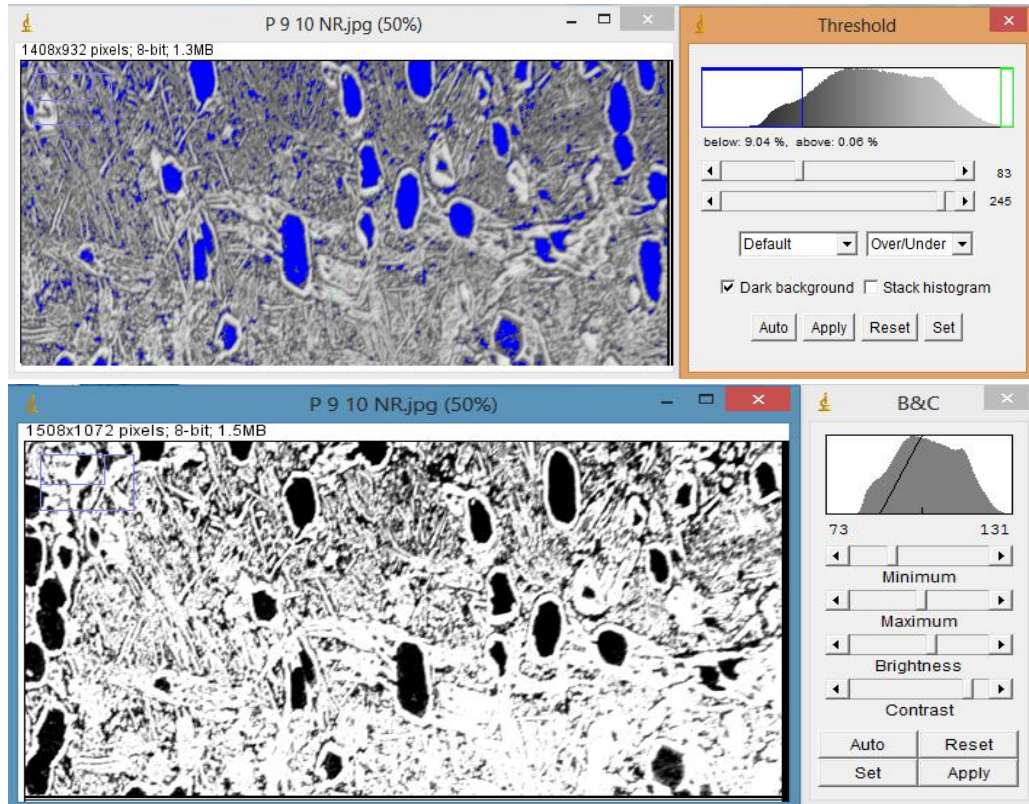 P 9 10 NR.jpg (50%)
1408x932 pixels; 8-bit; 1.3MB
Threshold
below: 9.04 %, above: 0.06 %
83
245
Default Over/Under
Dark background Stack histogram
Auto Apply Reset Set
P 9 10 NR.jpg (50%)
1508x1072 pixels; 8-bit; 1.5MB
B&C
73 131
Minimum
Maximum
Brightness
Contrast
Auto Reset
Set Apply